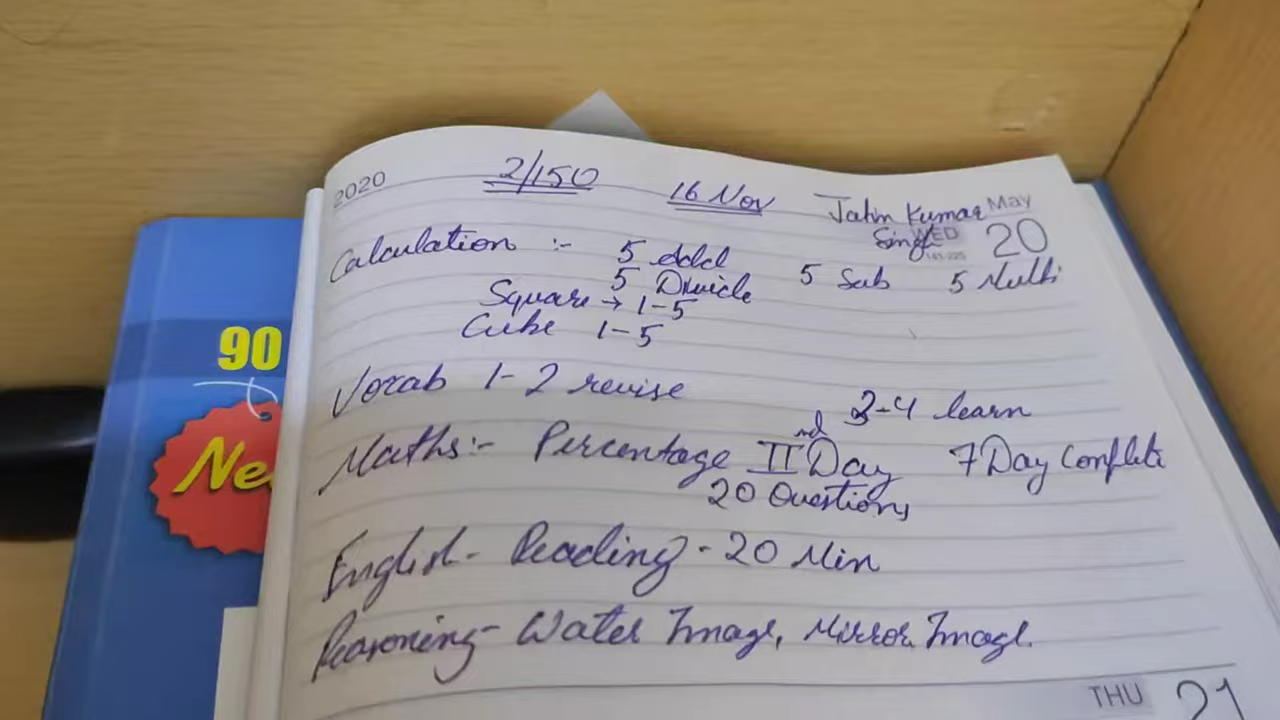 2020 2/150 16 Nov Jatin Kumar May
Singh WED 20
Calculation :- 5 Add 5 Sub 5 Multi
5 Divide
Square → 1-5
Cube 1-5
Vocab 1-2 revise 3-4 learn
Maths:- Percentage IInd Day 7 Day Complete
20 Questions
English - Reading - 20 Min
Reasoning - Water Image, Mirror Image.
THU 21
90